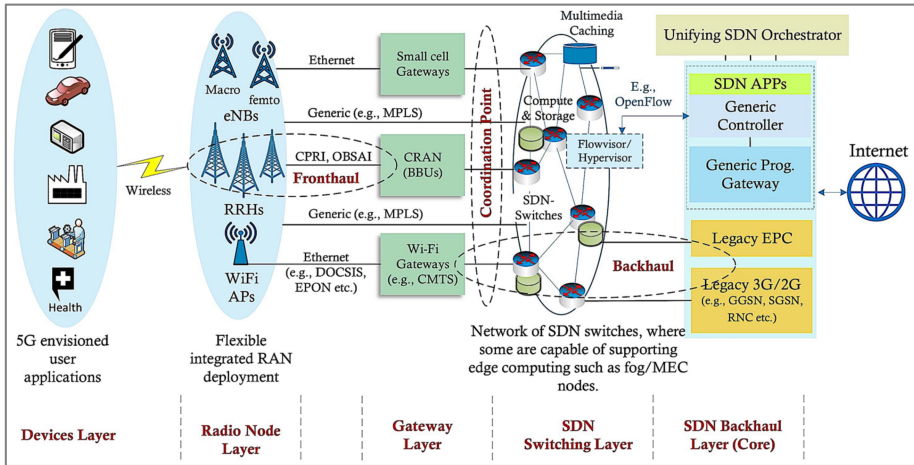 Health
5G envisioned
user
applications
Wireless
Macro
femto
eNBs
RRHs
WiFi
APs
Flexible
integrated RAN
deployment
Ethernet
Generic (e.g., MPLS)
CPRI, OBSAI
Fronthaul
Generic (e.g., MPLS)
Ethernet
(e.g., DOCSIS,
EPON etc.)
Small cell
Gateways
CRAN
(BBUs)
Wi-Fi
Gateways
(e.g., CMTS)
Coordination Point
Multimedia
Caching
Compute
& Storage
Flowvisor/
Hypervisor
SDN-
Switches
Backhaul
Network of SDN switches, where
some are capable of supporting
edge computing such as fog/MEC
nodes.
E.g.,
OpenFlow
Unifying SDN Orchestrator
SDN APPs
Generic
Controller
Generic Prog.
Gateway
Legacy EPC
Legacy 3G/2G
(e.g., GGSN, SGSN,
RNC etc.)
Internet
Devices Layer
Radio Node
Layer
Gateway
Layer
SDN
Switching Layer
SDN Backhaul
Layer (Core)